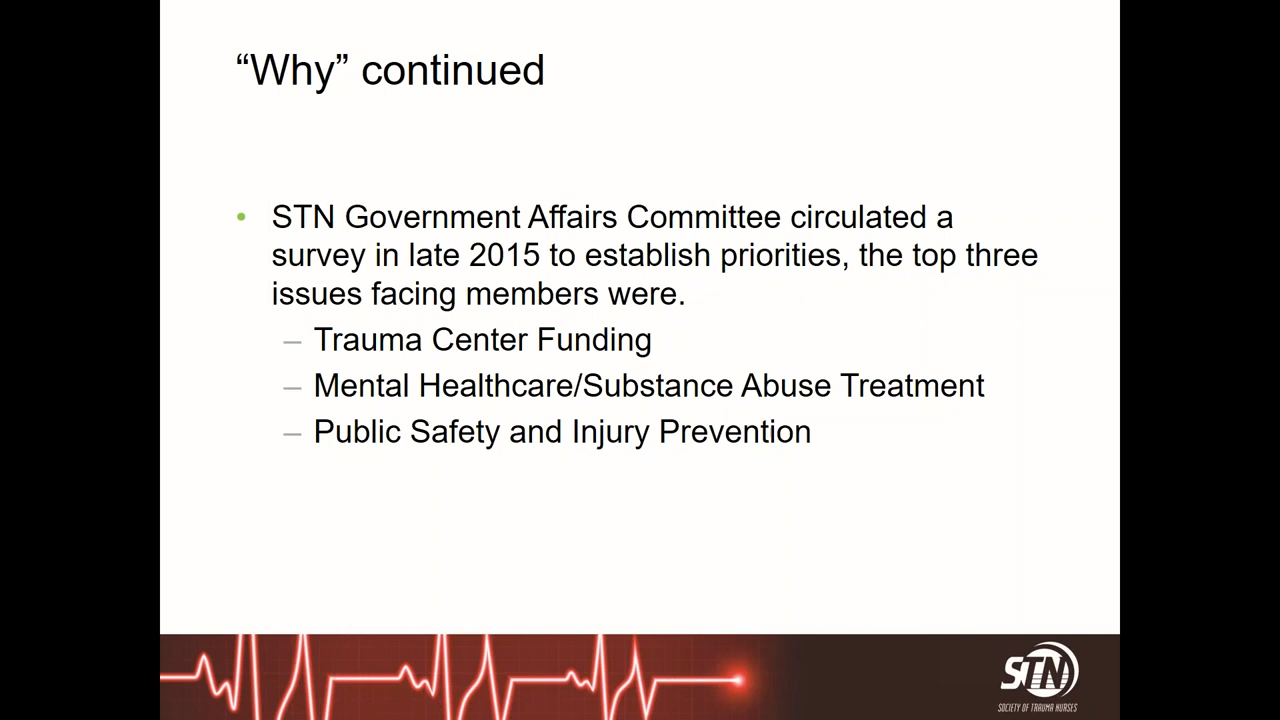 “Why” continued
• STN Government Affairs Committee circulated a
survey in late 2015 to establish priorities, the top three
issues facing members were.
– Trauma Center Funding
– Mental Healthcare/Substance Abuse Treatment
– Public Safety and Injury Prevention
STN
SOCIETY OF TRAUMA NURSES